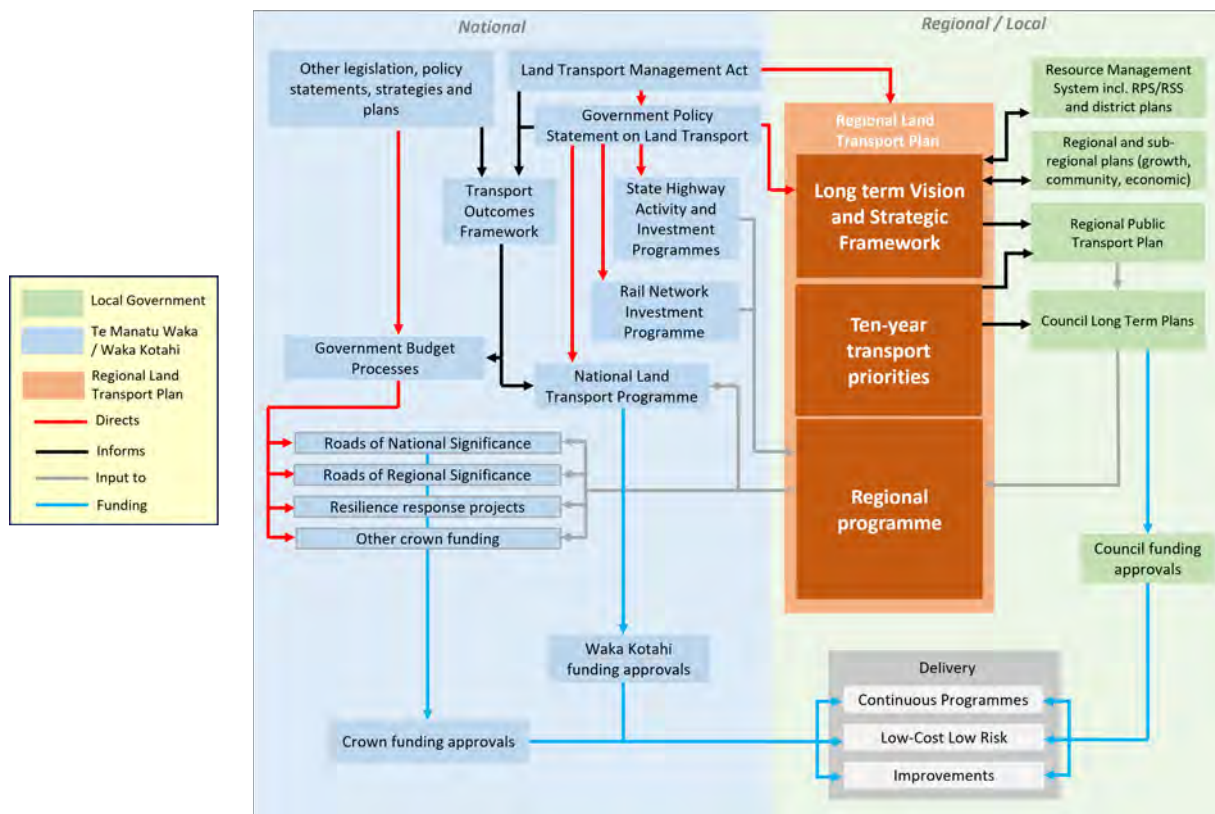 National
Regional / Local
Other legislation, policy
statements, strategies and
plans
Land Transport Management Act
Government Policy
Statement on Land Transport
Transport
Outcomes
Framework
State Highway
Activity and
Investment
Programmes
Rail Network
Investment
Programme
Government Budget
Processes
National Land
Transport Programme
Roads of National Significance
Roads of Regional Significance
Resilience response projects
Other crown funding
Waka Kotahi
funding approvals
Crown funding approvals
Regional Land
Transport Plan
Long term Vision
and Strategic
Framework
Ten-year
transport
priorities
Regional
programme
Resource Management
System incl. RPS/RSS
and district plans
Regional and sub-
regional plans (growth,
community, economic)
Regional Public
Transport Plan
Council Long Term Plans
Council funding
approvals
Delivery
Continuous Programmes
Low-Cost Low Risk
Improvements
Local Government
Te Manatu Waka
/ Waka Kotahi
Regional Land
Transport Plan
Directs
Informs
Input to
Funding